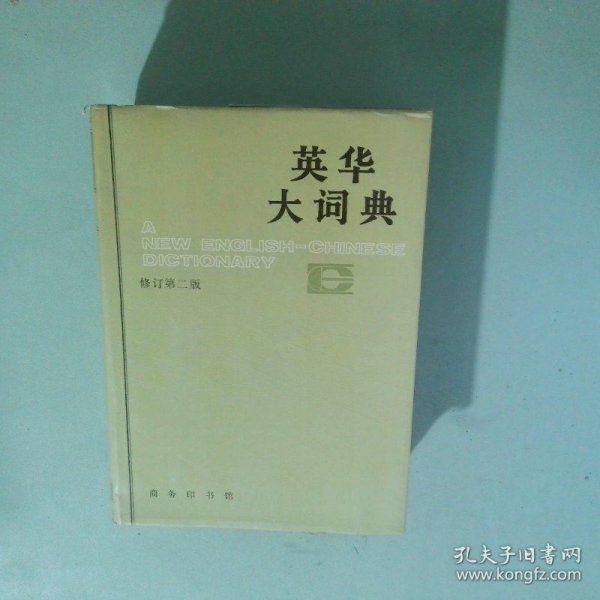 英华
大词典
A
NEW ENGLISH-CHINESE
DICTIONARY
修订第二版
商务印书馆
孔夫子旧书网
www.kongfz.com